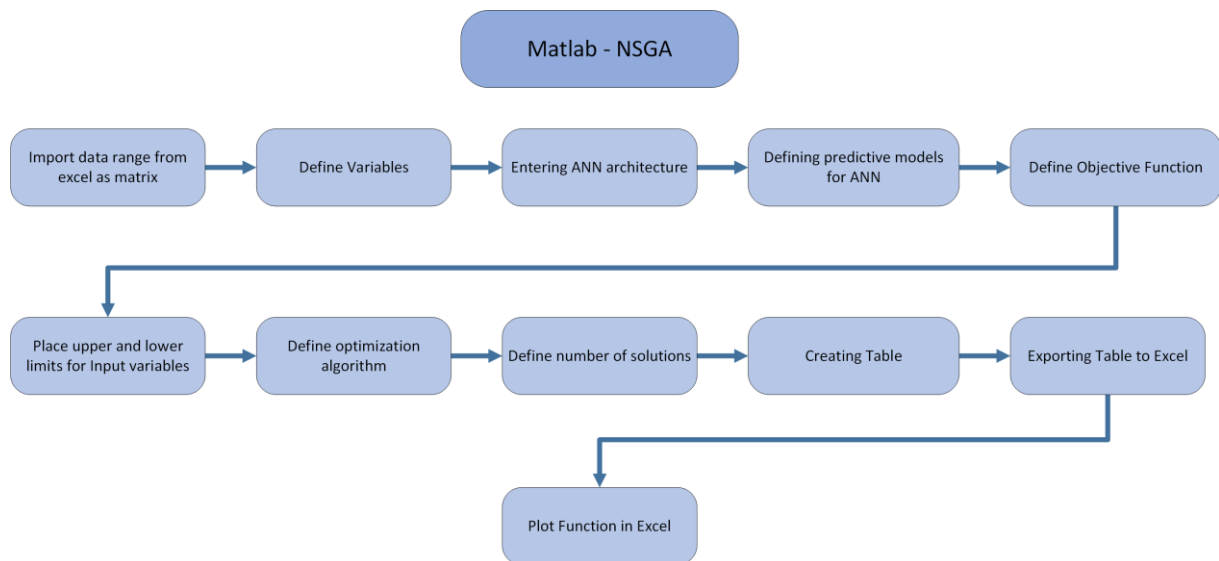 Matlab - NSGA
Import data range from
excel as matrix
Define Variables
Entering ANN architecture
Defining predictive models
for ANN
Define Objective Function
Place upper and lower
limits for Input variables
Define optimization
algorithm
Define number of solutions
Creating Table
Exporting Table to Excel
Plot Function in Excel